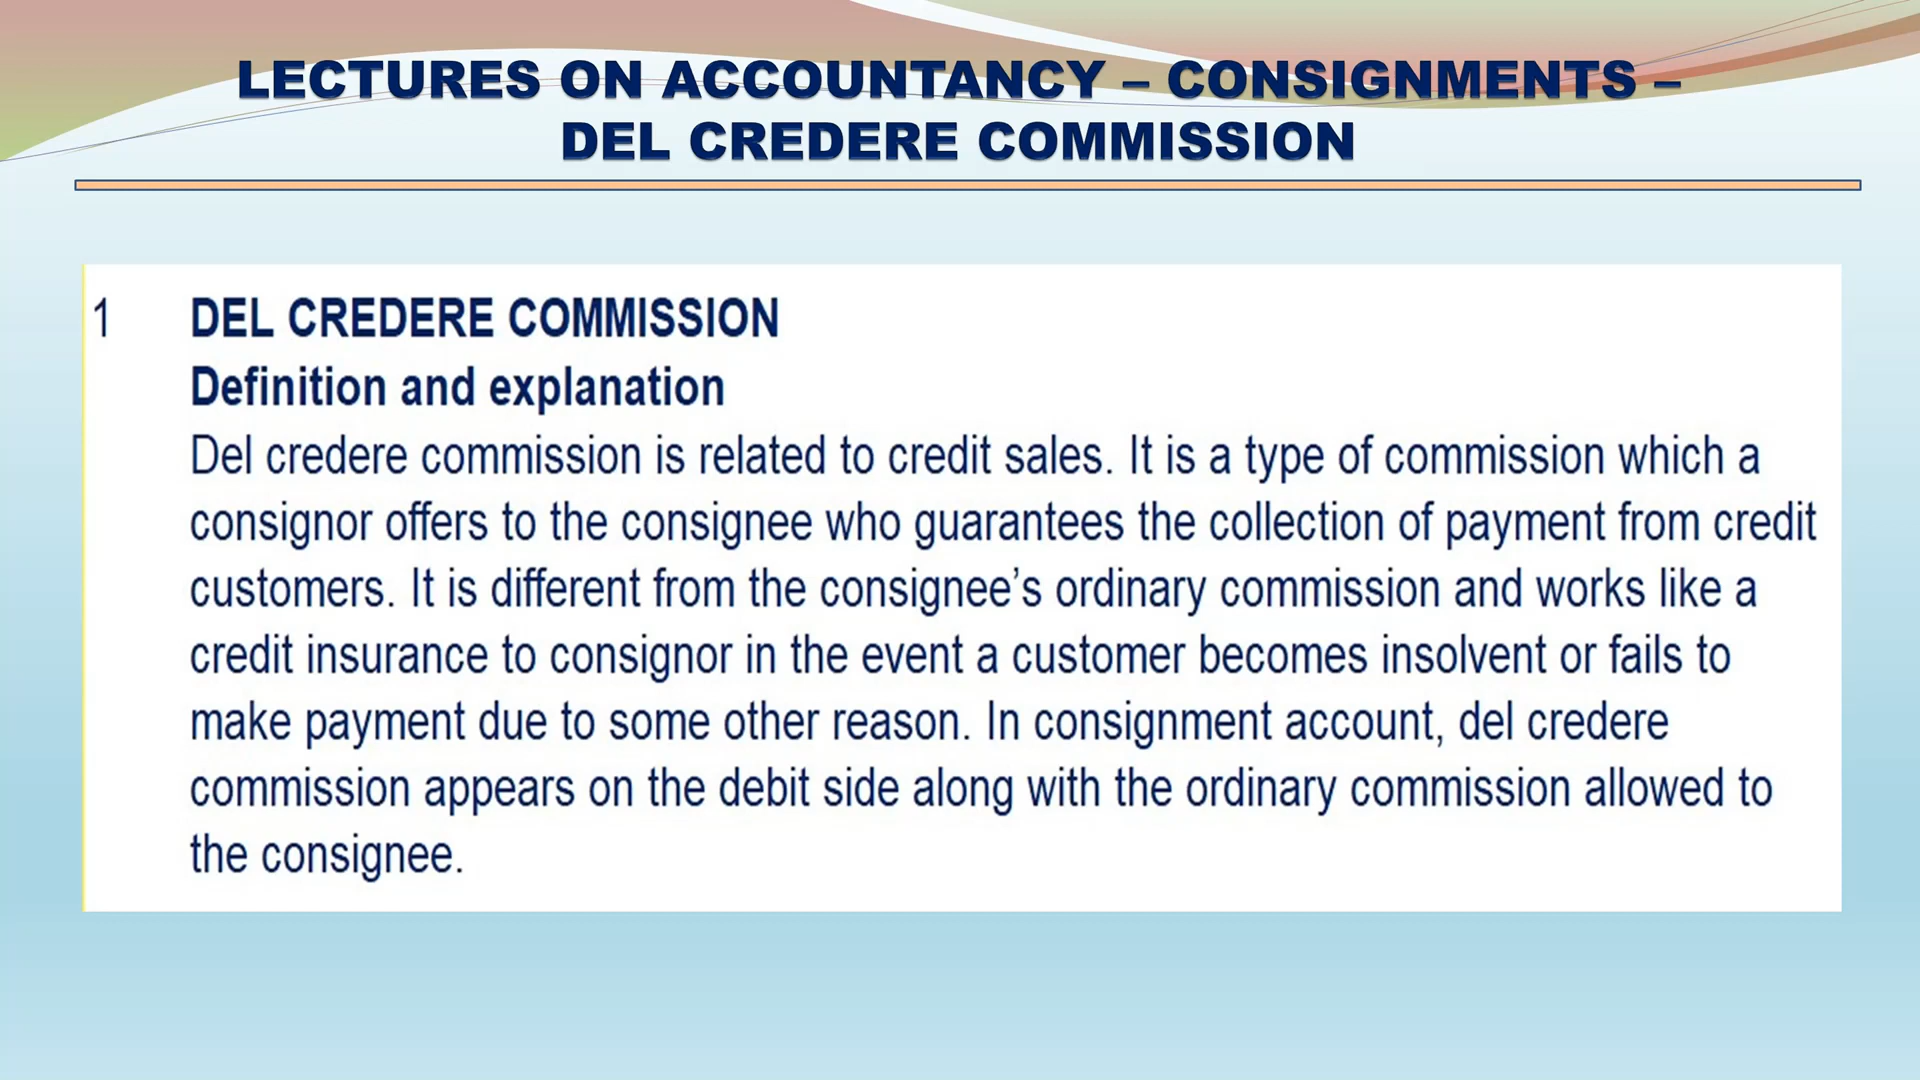 LECTURES ON ACCOUNTANCY – CONSIGNMENTS –
DEL CREDERE COMMISSION
1 DEL CREDERE COMMISSION
Definition and explanation
Del credere commission is related to credit sales. It is a type of commission which a
consignor offers to the consignee who guarantees the collection of payment from credit
customers. It is different from the consignee’s ordinary commission and works like a
credit insurance to consignor in the event a customer becomes insolvent or fails to
make payment due to some other reason. In consignment account, del credere
commission appears on the debit side along with the ordinary commission allowed to
the consignee.